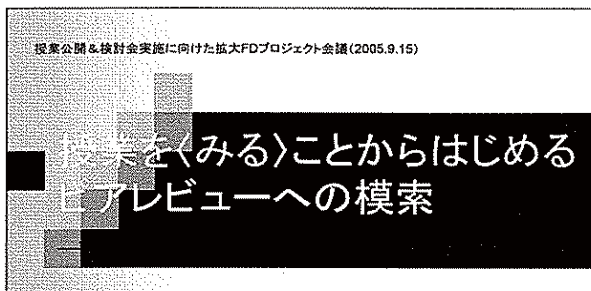 授業公開&検討会実施に向けた拡大FDプロジェクト会議(2005.9.15)
授業を〈みる〉ことからはじめる
ピアレビューへの模索